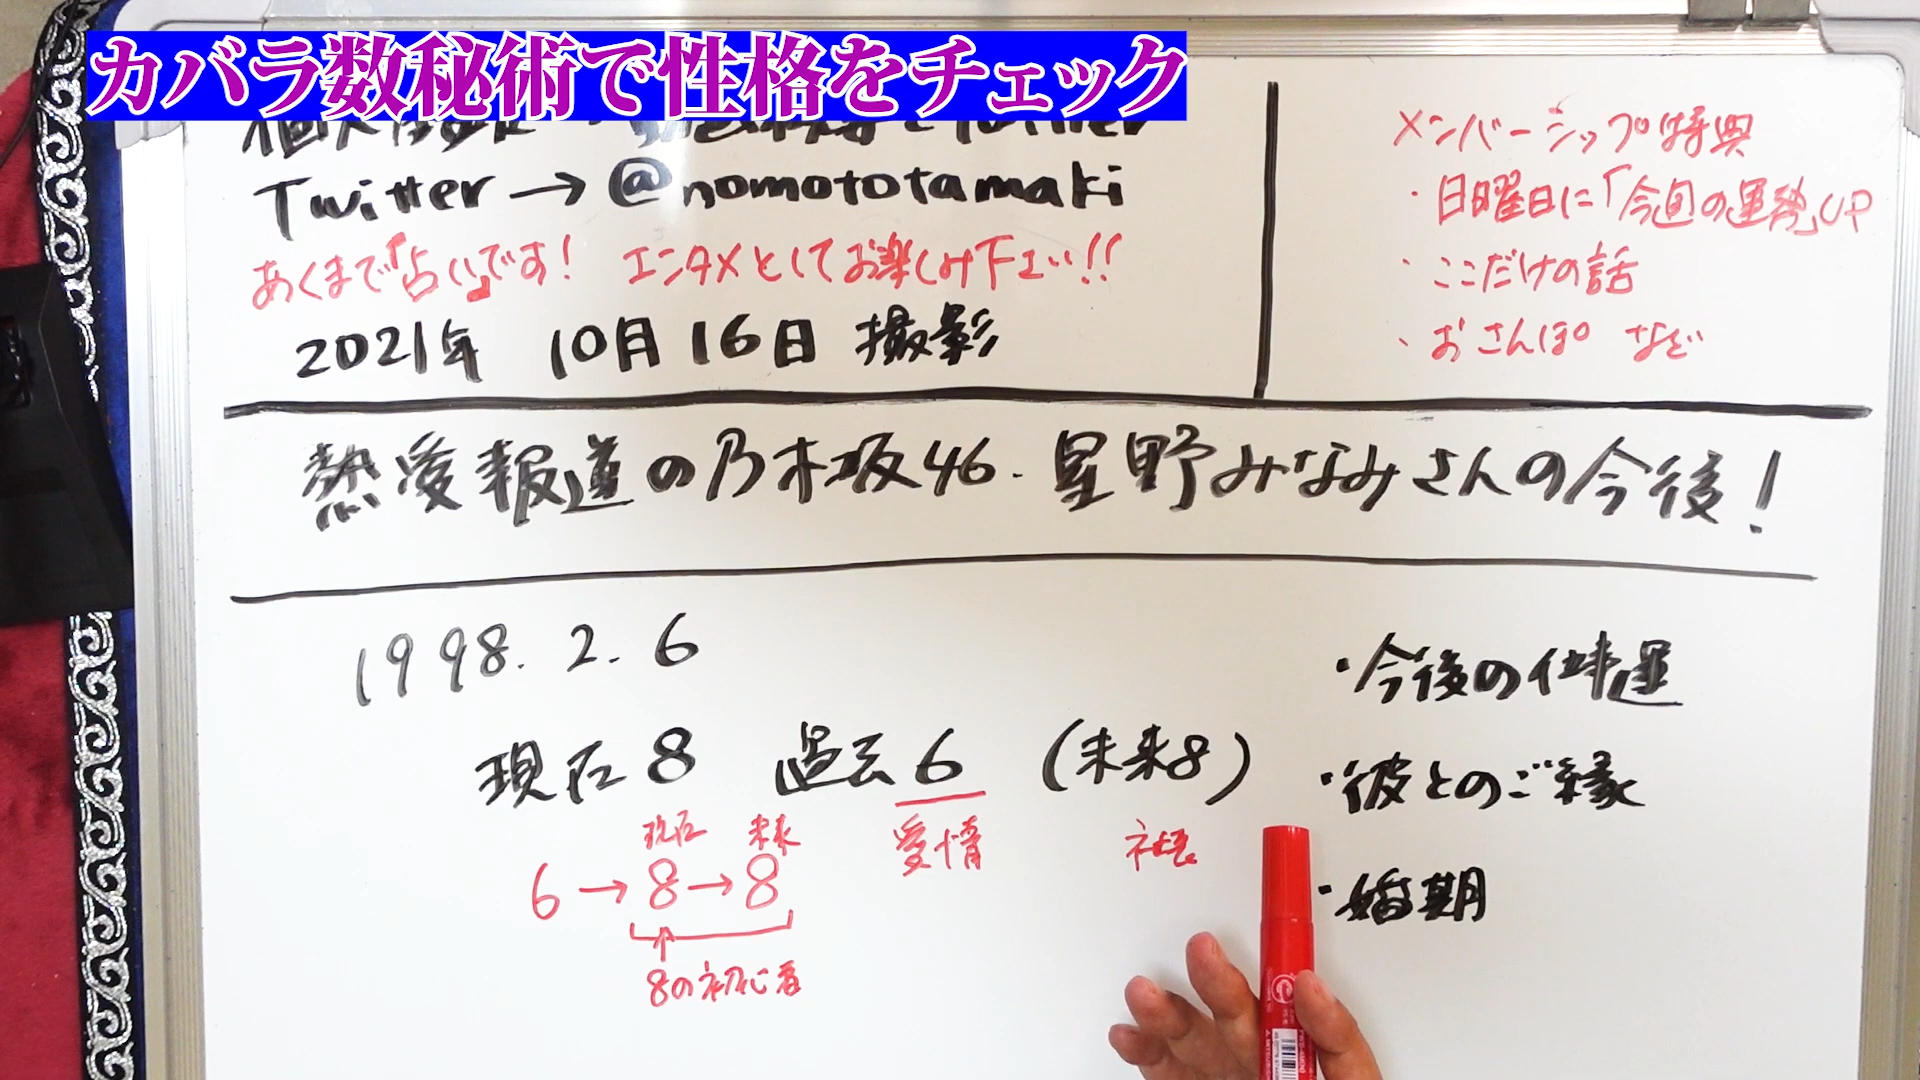 カバラ数秘術で性格をチェック
Twitter→@nomototamaki
あくまで「占い」です! エンタメとしてお楽しみ下さい!!
2021年 10月16日 撮影
メンバーシップ特典
・日曜日に「今週の運勢」UP
・ここだけの話
・おさんぽ など
熱愛報道の乃木坂46・星野みなみさんの今後!
1998.2.6
現在8 過去6 (未来8)
現在 未来 愛情
6→8→8
8の初心者
・今後の仕事運
・彼とのご縁
・婚期